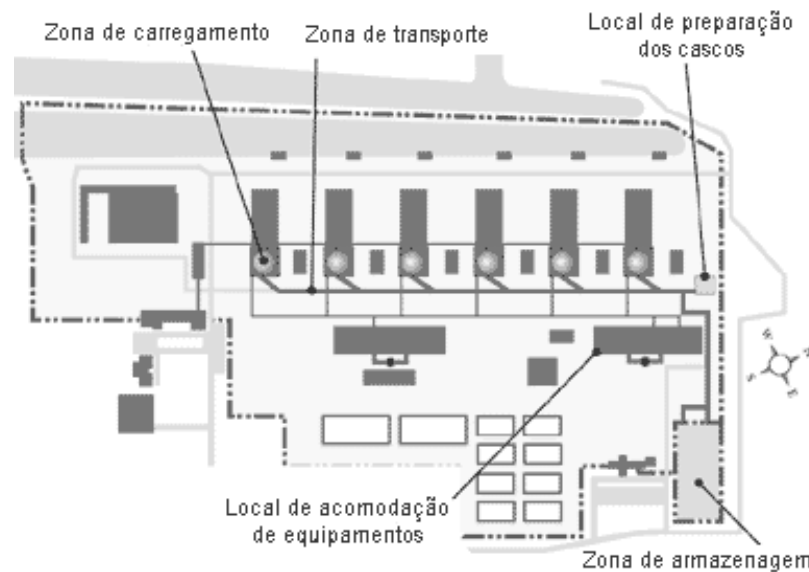 Zona de carregamento
Zona de transporte
Local de preparação
dos cascos
W
N
S
E
Local de acomodação
de equipamentos
Zona de armazenagem